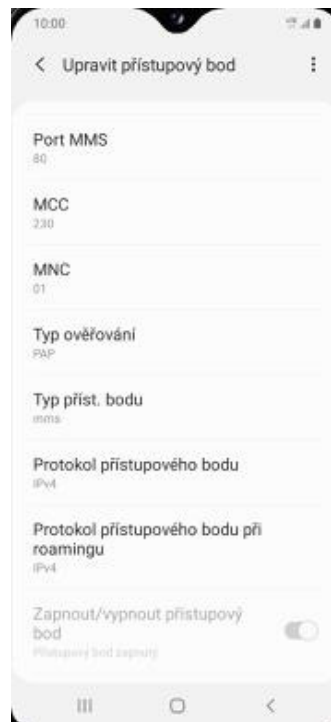 10:00
Upravit přístupový bod
Port MMS
80
MCC
230
MNC
01
Typ ověřování
PAP
Typ příst. bodu
mms
Protokol přístupového bodu
IPv4
Protokol přístupového bodu při
roamingu
IPv4
Zapnout/vypnout přístupový
bod
Přístupový bod zapnutý